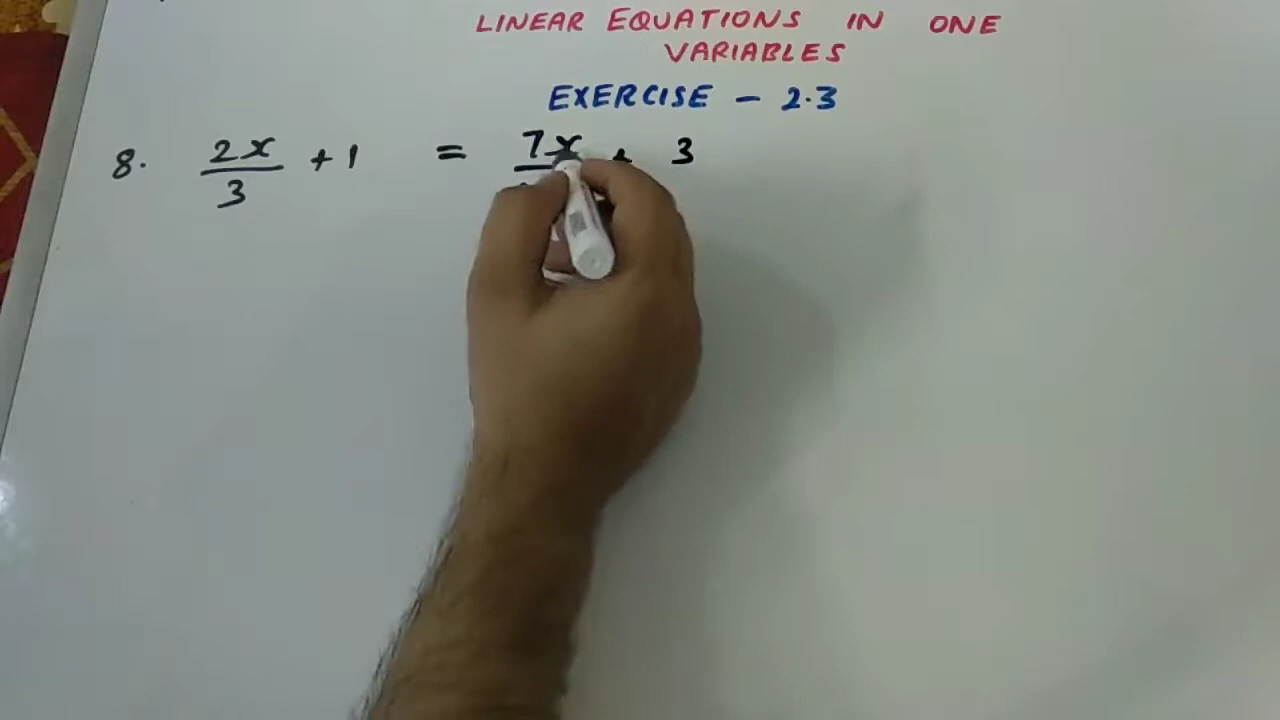 LINEAR EQUATIONS IN ONE
VARIABLES
EXERCISE - 2.3
8. 2x/3 + 1 = 7x + 3